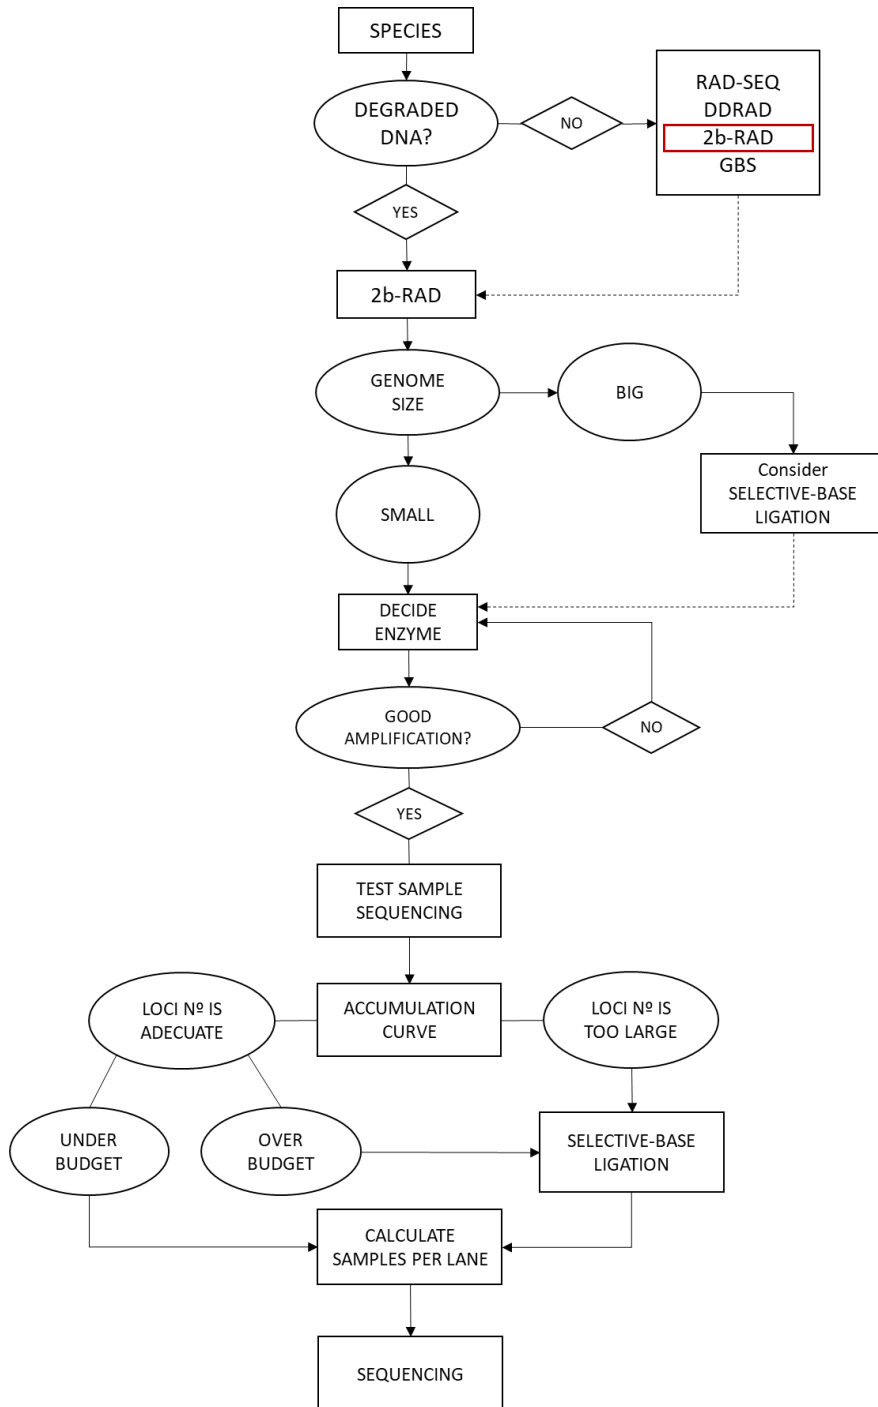 SPECIES
DEGRADED
DNA?
NO
RAD-SEQ
DDRAD
2b-RAD
GBS
YES
2b-RAD
GENOME
SIZE
BIG
Consider
SELECTIVE-BASE
LIGATION
SMALL
DECIDE
ENZYME
GOOD
AMPLIFICATION?
NO
YES
TEST SAMPLE
SEQUENCING
LOCI Nº IS
ADECUATE
ACCUMULATION
CURVE
LOCI Nº IS
TOO LARGE
UNDER
BUDGET
OVER
BUDGET
SELECTIVE-BASE
LIGATION
CALCULATE
SAMPLES PER LANE
SEQUENCING